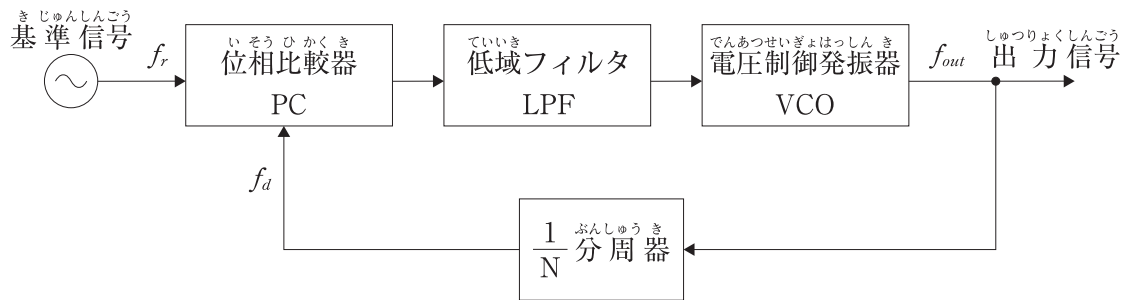 き じゅんしんごう
基準信号
f_r
い そう ひ かく き
位相比較器
PC
ていいき
低域フィルタ
LPF
でんあつせいぎょはっしん き
電圧制御発振器
VCO
f_out
しゅつりょくしんごう
出力信号
f_d
1
N
ぶんしゅう き
分周器